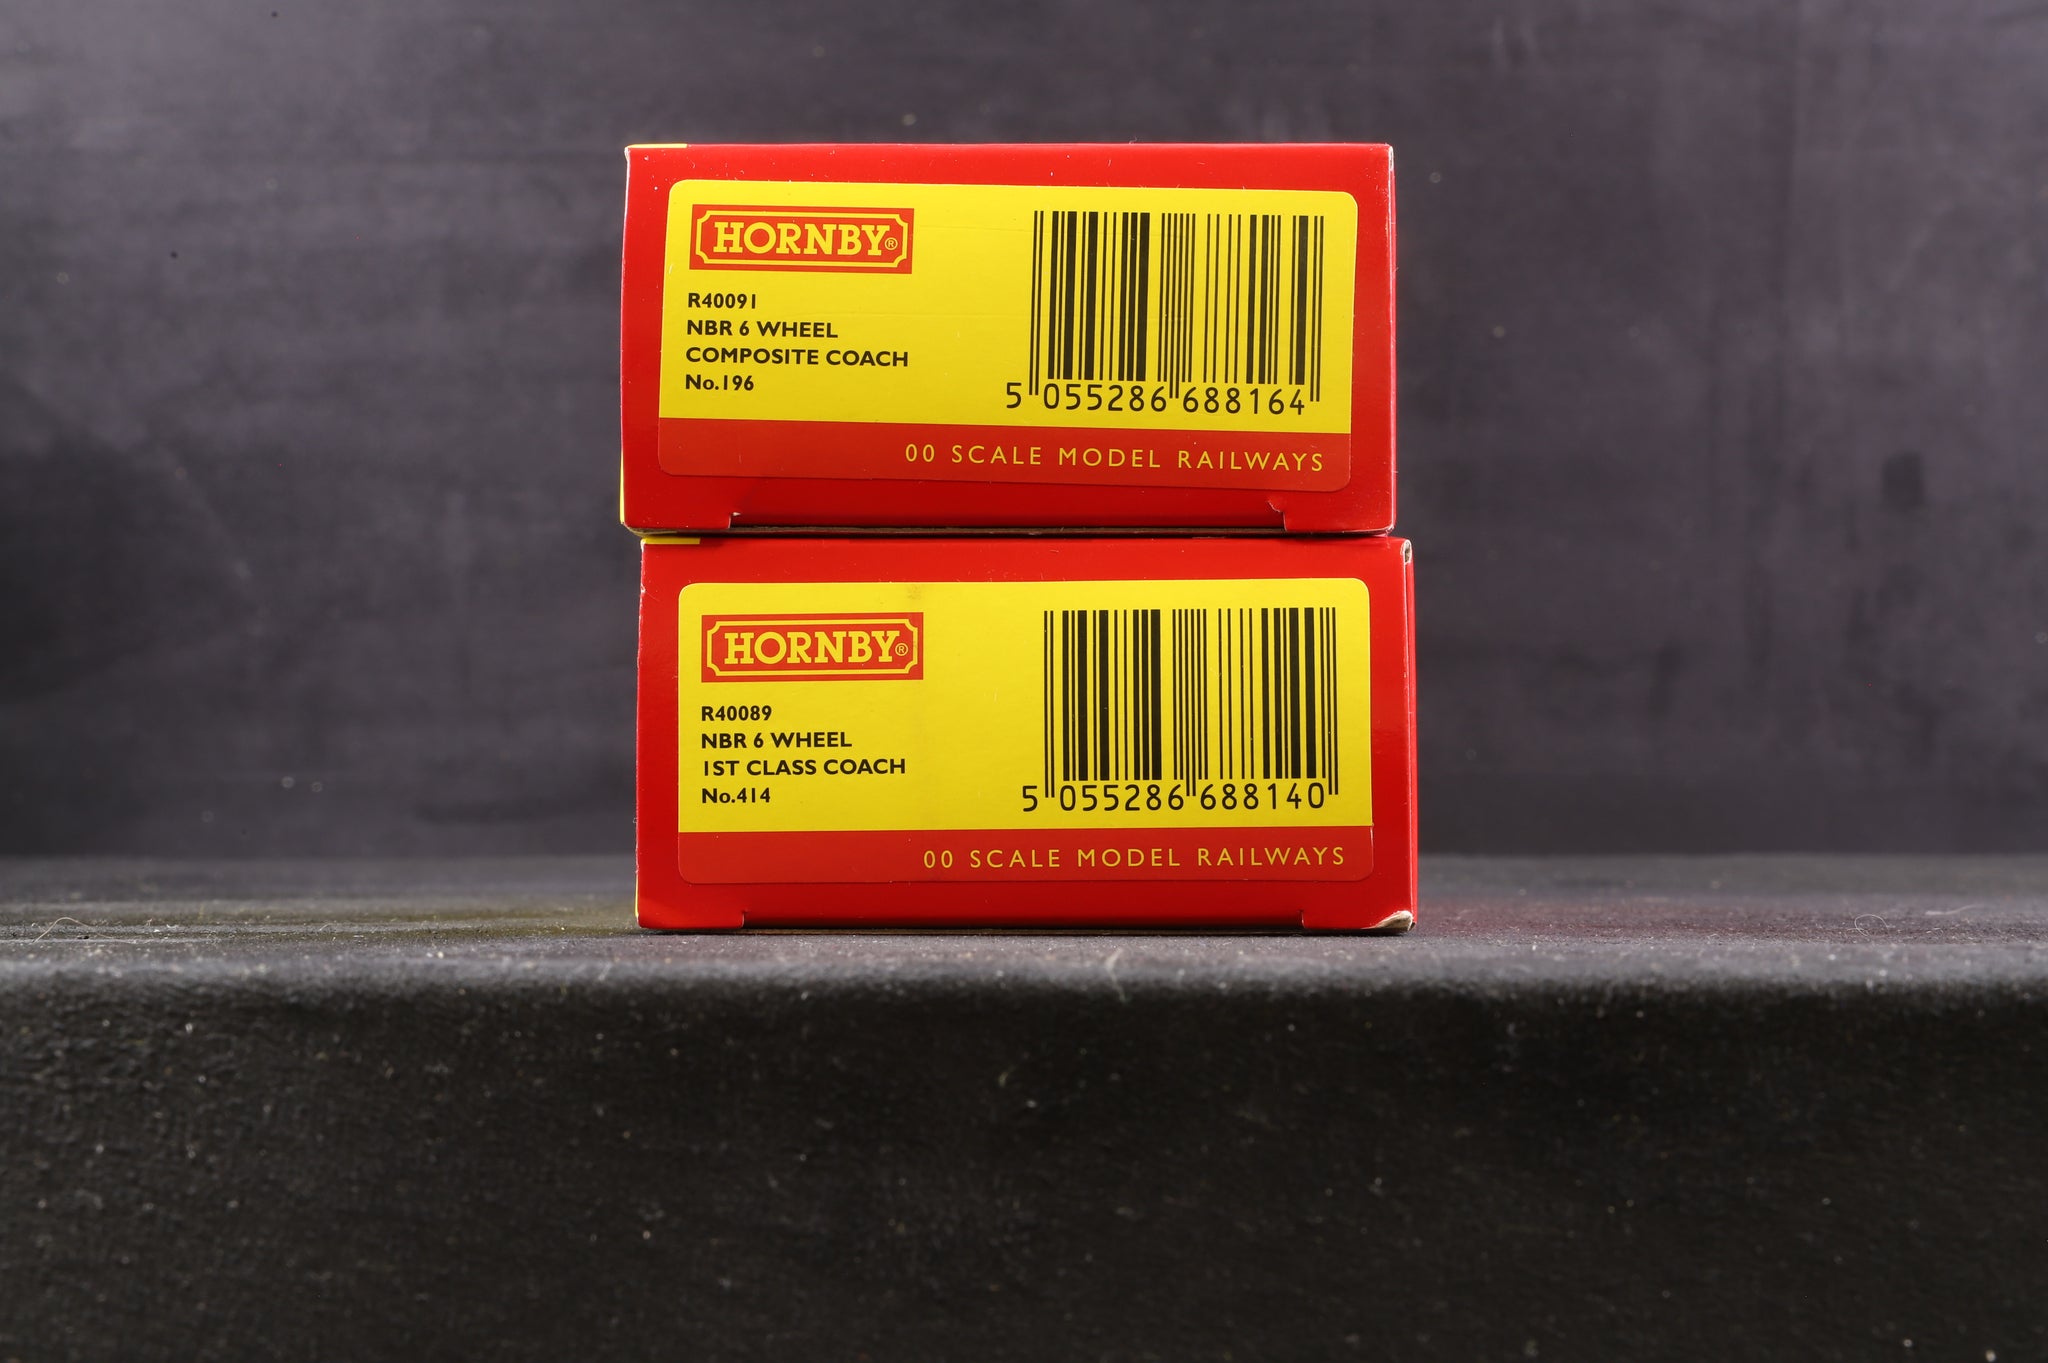 HORNBY®
R40091
NBR 6 WHEEL
COMPOSITE COACH
No.196
5 055286 688164
00 SCALE MODEL RAILWAYS
HORNBY®
R40089
NBR 6 WHEEL
1ST CLASS COACH
No.414
5 055286 688140
00 SCALE MODEL RAILWAYS